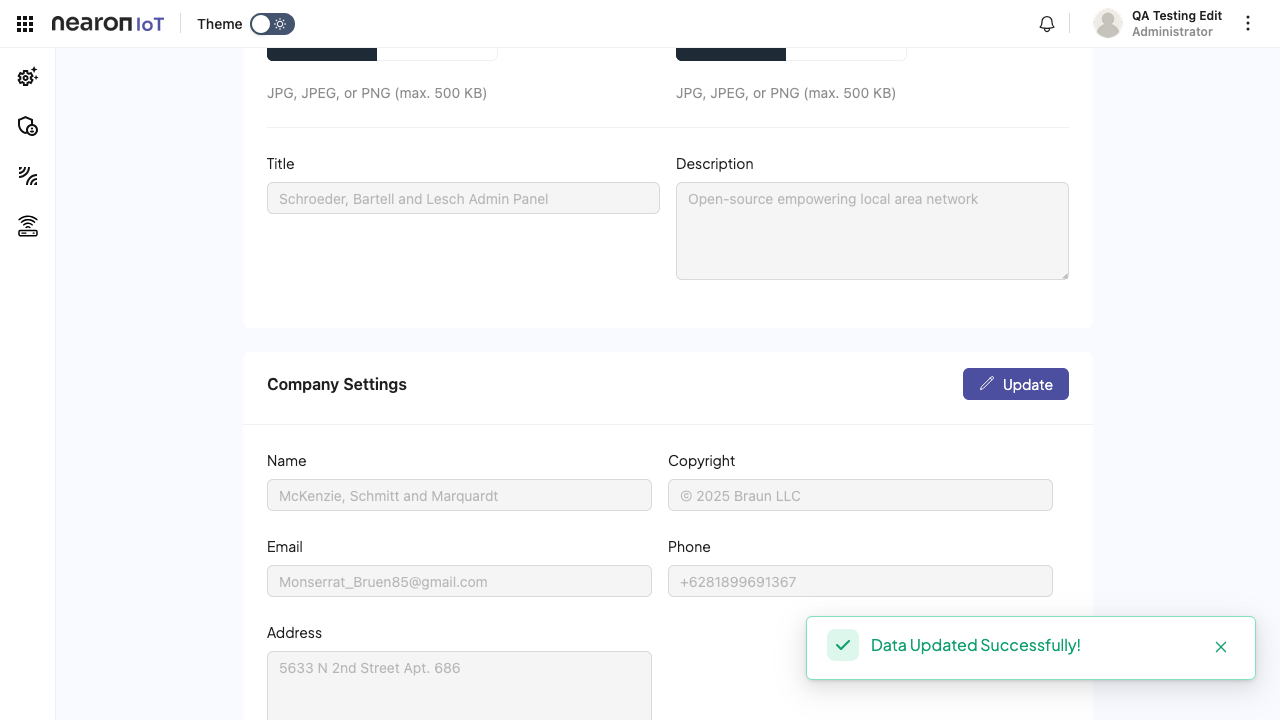 nearon IoT
Theme
QA Testing Edit
Administrator
JPG, JPEG, or PNG (max. 500 KB)
JPG, JPEG, or PNG (max. 500 KB)
Title
Description
Schroeder, Bartell and Lesch Admin Panel
Open-source empowering local area network
Company Settings
Update
Name
Copyright
McKenzie, Schmitt and Marquardt
© 2025 Braun LLC
Email
Phone
Monserrat_Bruen85@gmail.com
+6281899691367
Address
5633 N 2nd Street Apt. 686
Data Updated Successfully!